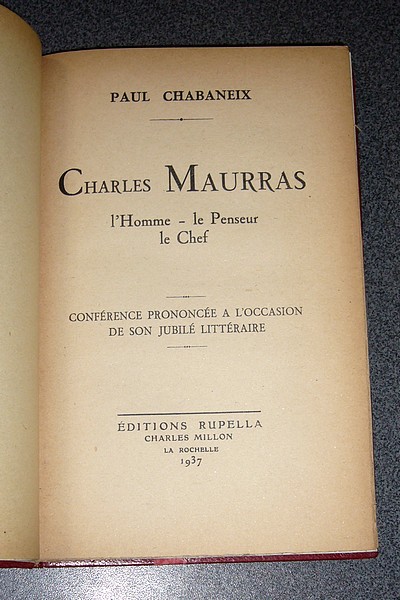 PAUL CHABANEIX
CHARLES MAURRAS
l'Homme - le Penseur
le Chef
CONFÉRENCE PRONONCÉE A L'OCCASION
DE SON JUBILÉ LITTÉRAIRE
ÉDITIONS RUPELLA
CHARLES MILLON
LA ROCHELLE
1937